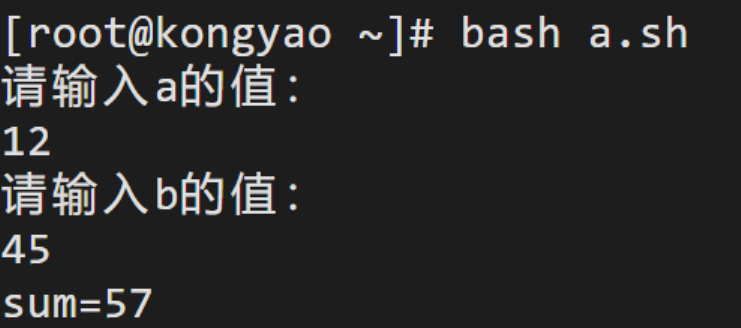 [root@kongyao ~]# bash a.sh
请输入a的值：
12
请输入b的值：
45
sum=57